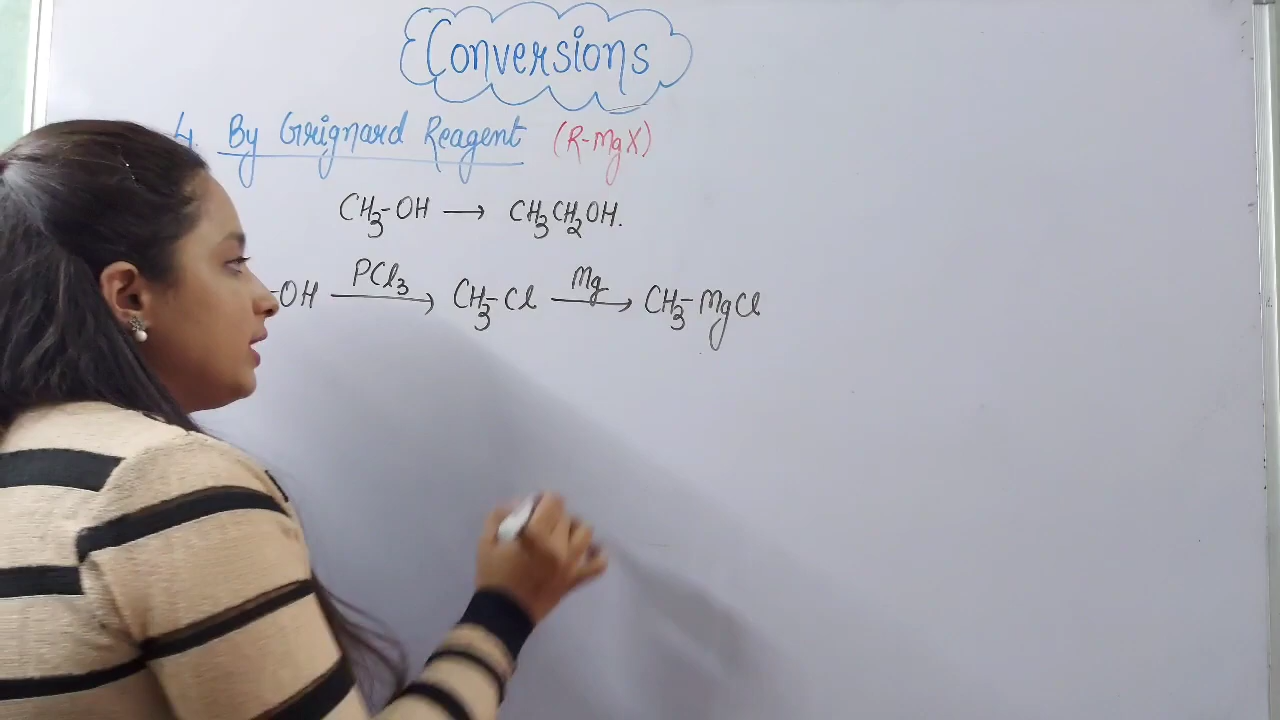 Conversions
4. By Grignard Reagent (R-MgX)
CH3-OH ⟶ CH3CH2OH.
-OH PCl3⟶ CH3-Cl Mg⟶ CH3-MgCl